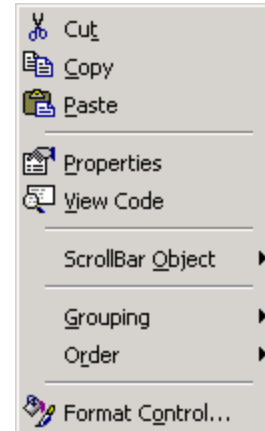 Cut
Copy
Paste
Properties
View Code
ScrollBar Object
Grouping
Order
Format Control...